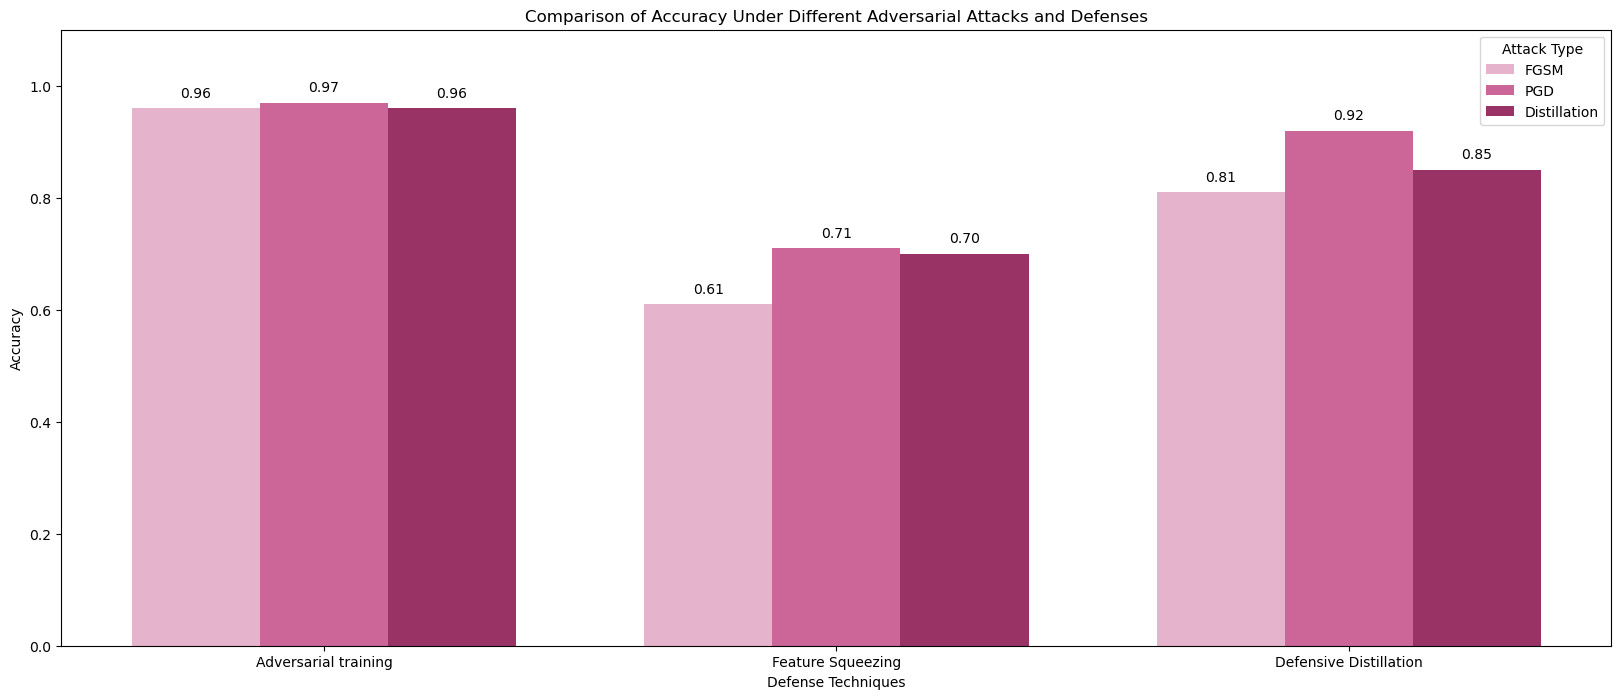 Comparison of Accuracy Under Different Adversarial Attacks and Defenses
Attack Type
FGSM
PGD
Distillation
Accuracy
1.0
0.8
0.6
0.4
0.2
0.0
0.96
0.97
0.96
0.61
0.71
0.70
0.81
0.92
0.85
Adversarial training
Feature Squeezing
Defensive Distillation
Defense Techniques